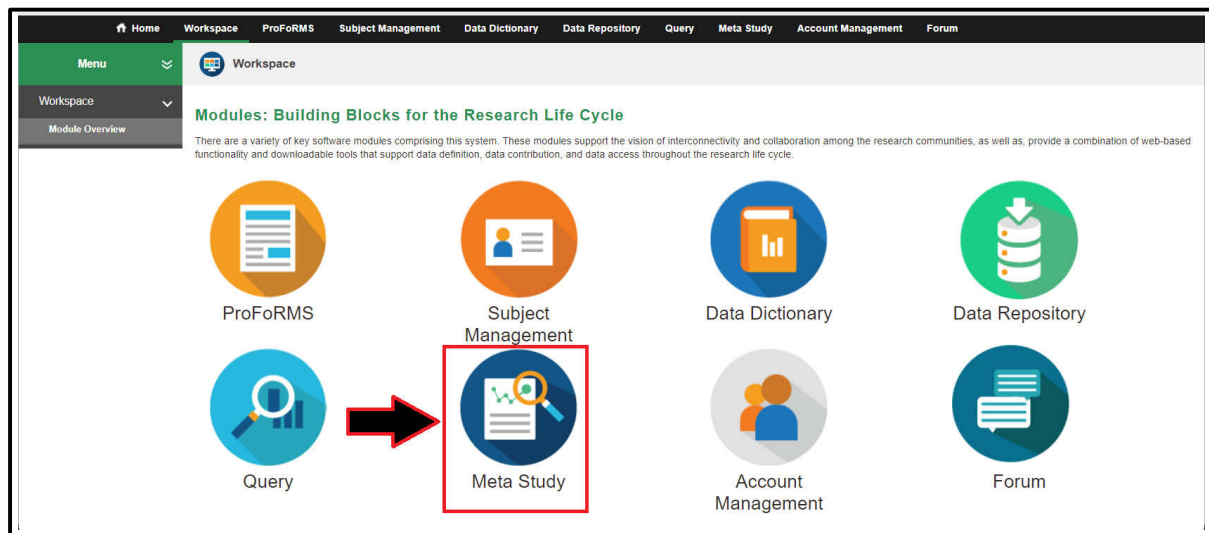 Home Workspace ProFoRMS Subject Management Data Dictionary Data Repository Query Meta Study Account Management Forum
Menu
Workspace
Workspace
Module Overview
Modules: Building Blocks for the Research Life Cycle
There are a variety of key software modules comprising this system. These modules support the vision of interconnectivity and collaboration among the research communities, as well as, provide a combination of web-based
functionality and downloadable tools that support data definition, data contribution, and data access throughout the research life cycle.
ProFoRMS
Subject
Management
Data Dictionary
Data Repository
Query
Meta Study
Account
Management
Forum